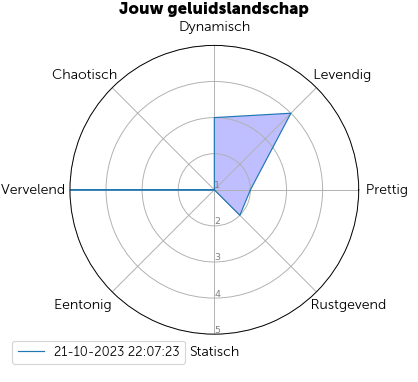 Jouw geluidslandschap
Dynamisch
Chaotisch
Levendig
Vervelend
1
Prettig
2
3
4
Eentonig
Rustgevend
5
21-10-2023 22:07:23
Statisch